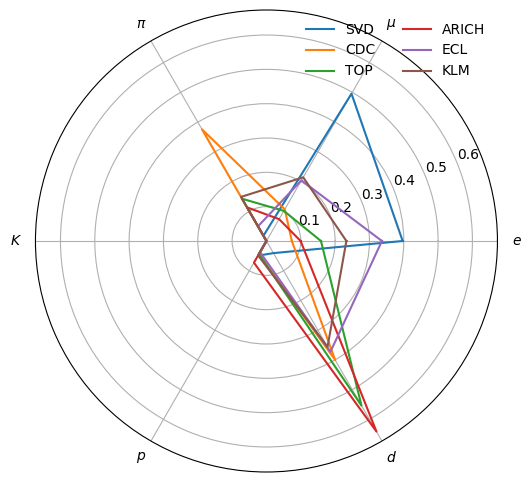 π
μ
SVD ARICH
CDC ECL
TOP KLM
0.6
0.5
0.4
0.3
0.2
0.1
K
e
p
d